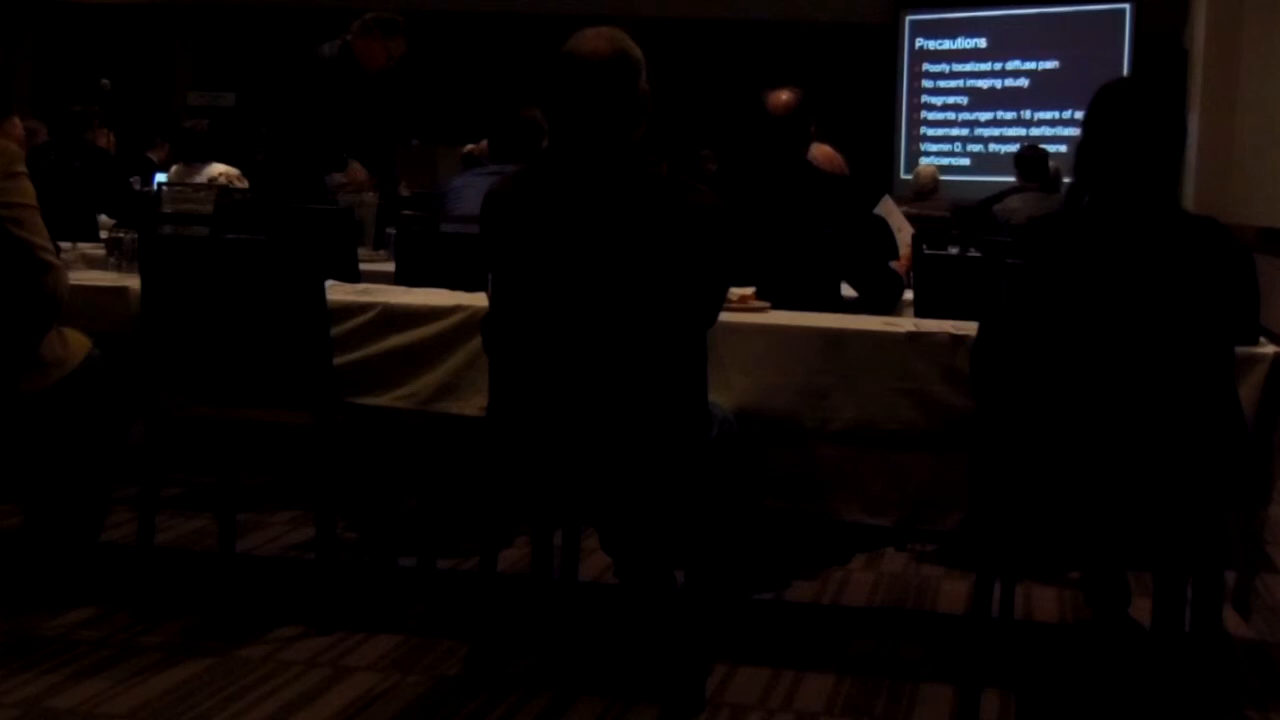 Precautions
Poorly localized or diffuse pain
No recent imaging study
Pregnancy
Patients younger than 18 years of
Pacemaker, implantable defibrillator
Vitamin D, iron, thryoid
deficiencies